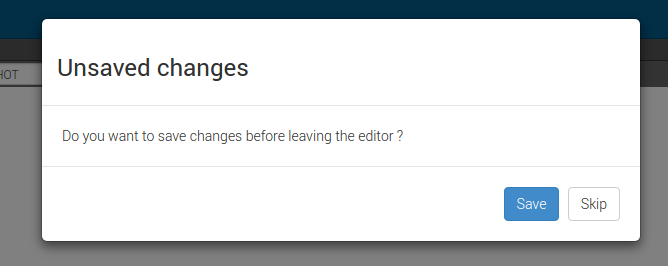 Unsaved changes
HOT
Do you want to save changes before leaving the editor ?
Save Skip